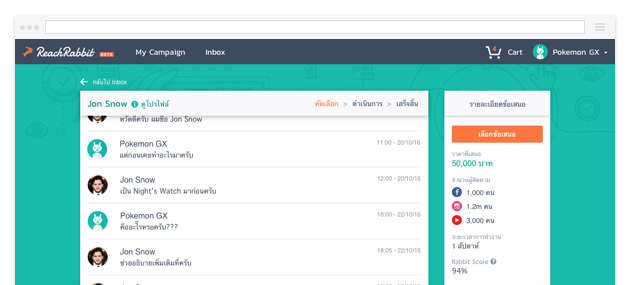 ReachRabbit BETA My Campaign Inbox 4 Cart Pokemon GX
กลับไป Inbox
Jon Snow ดูโปรไฟล์ คัดเลือก > ดำเนินการ > เสร็จสิ้น
ทวัดดีครับ ผมชื่อ Jon Snow
Pokemon GX 11:00 - 20/10/16
แต่ก่อนเคยทำอะไรมาครับ
Jon Snow 12:00 - 20/10/16
เป็น Night's Watch มาก่อนครับ
Pokemon GX 18:00 - 22/10/16
คืออะไรหรอครับ???
Jon Snow 18:05 - 22/10/16
ช่วยอธิบายเพิ่มเติมที่ครับ
รายละเอียดข้อเสนอ
เลือกข้อเสนอ
ราคาที่เสนอ
50,000 บาท
จำนวนผู้ติดตาม
1,000 คน
1.2m คน
3,000 คน
ระยะเวลาการทำงาน
1 สัปดาห์
Rabbit Score
94%